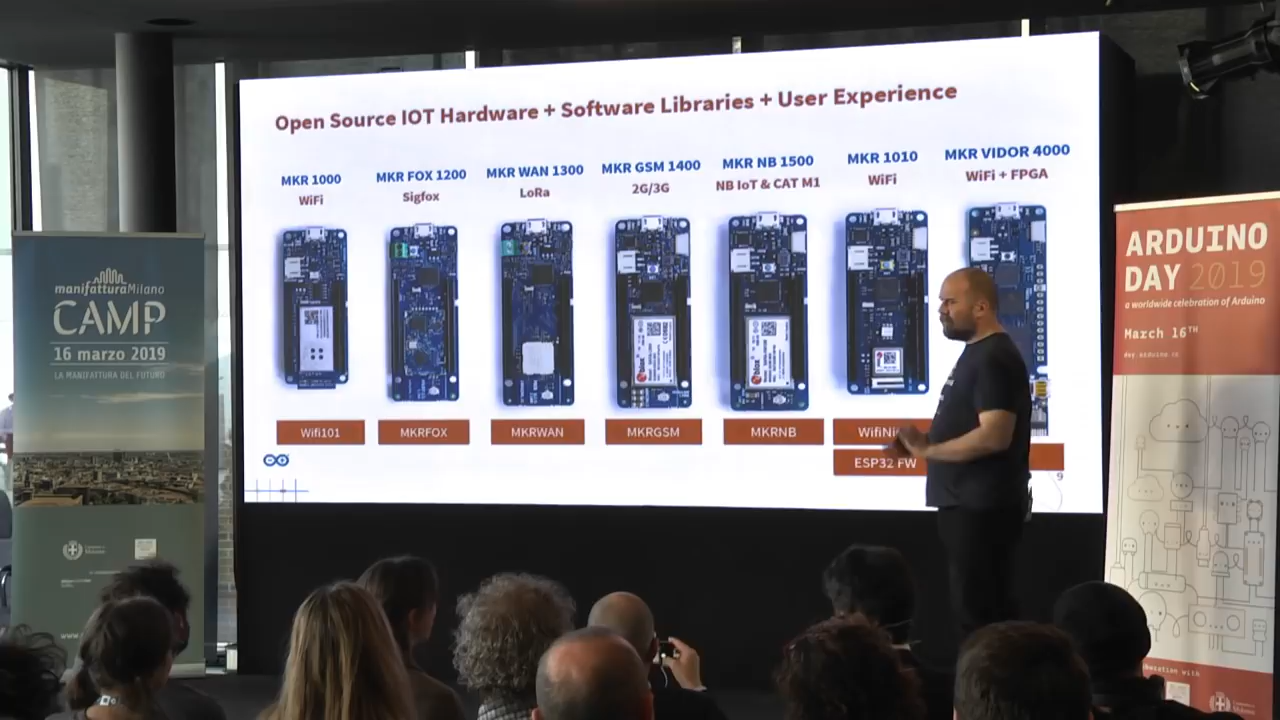 Open Source IOT Hardware + Software Libraries + User Experience
MKR 1000
WiFi
MKR FOX 1200
Sigfox
MKR WAN 1300
LoRa
MKR GSM 1400
2G/3G
MKR NB 1500
NB IoT & CAT M1
MKR 1010
WiFi
MKR VIDOR 4000
WiFi + FPGA
Wifi101
MKRFOX
MKRWAN
MKRGSM
MKRNB
ESP32 FW
9
manifatturaMilano
CAMP
16 marzo 2019
LA MANIFATTURA DEL FUTURO
ARDUINO
DAY 2019
a worldwide celebration of Arduino
March 16TH
day.arduino.cc